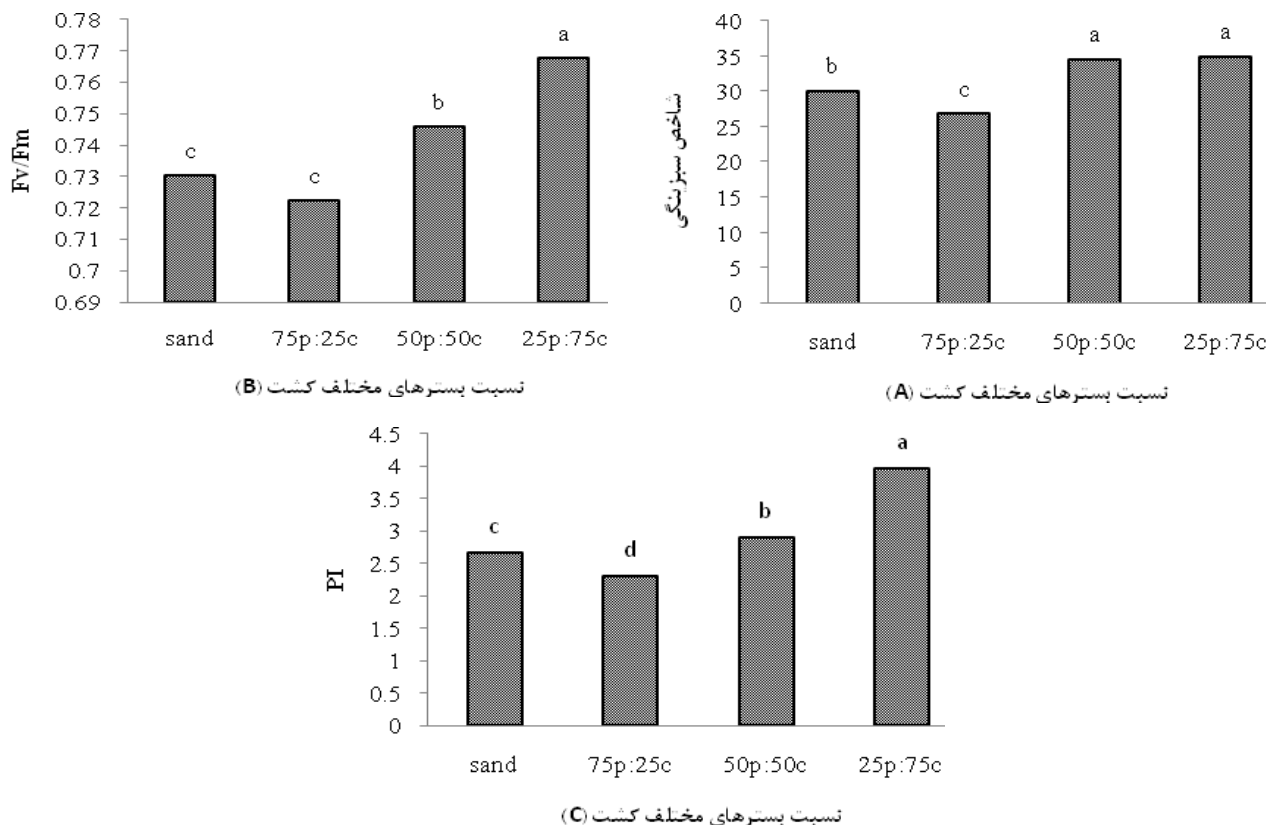 0.78
0.77
0.76
0.75
0.74
0.73
0.72
0.71
0.7
0.69
Fv/Fm
c
c
b
a
sand 75p:25c 50p:50c 25p:75c
نسبت بسترهای مختلف کشت (B)
40
35
30
25
20
15
10
5
0
شاخص سبزینگی
b
c
a
a
sand 75p:25c 50p:50c 25p:75c
نسبت بسترهای مختلف کشت (A)
4.5
4
3.5
3
2.5
2
1.5
1
0.5
0
PI
c
d
b
a
sand 75p:25c 50p:50c 25p:75c
نسبت بسترهای مختلف کشت (C)